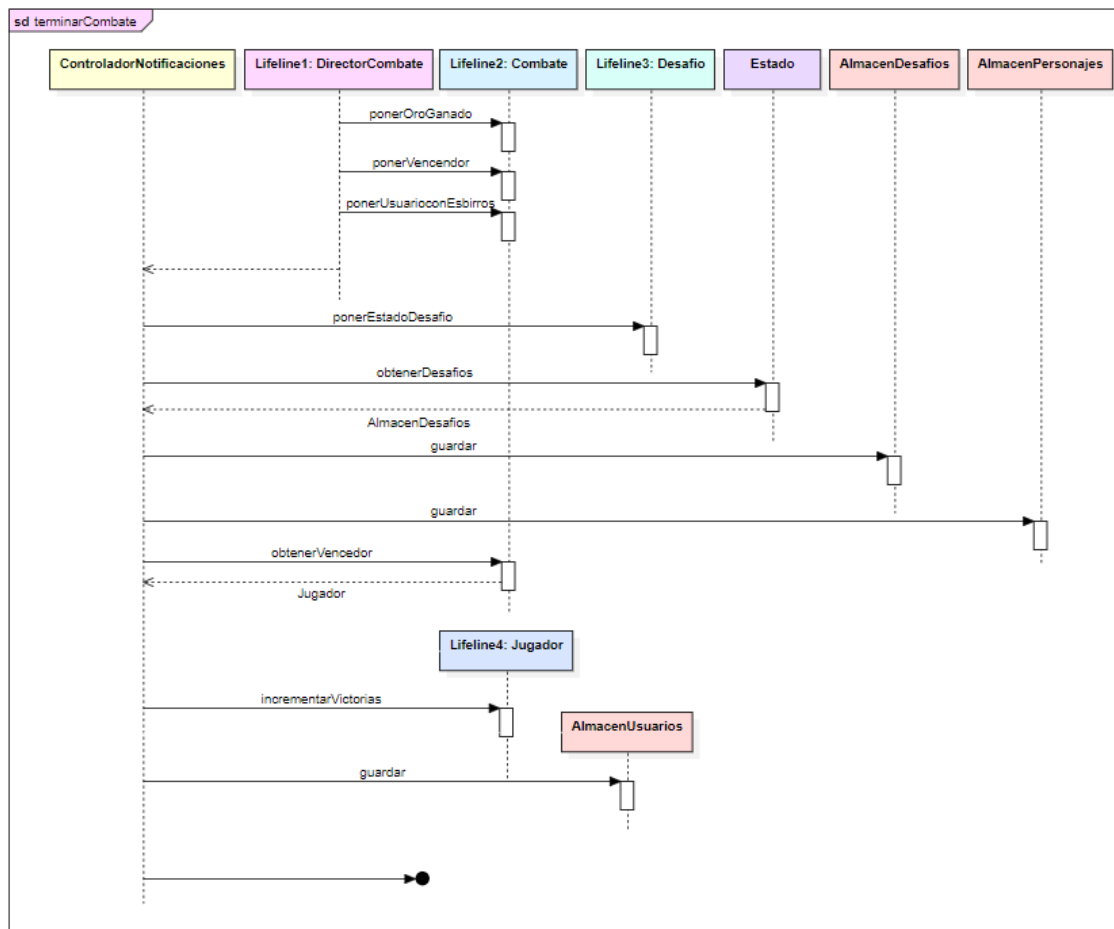 sd terminarCombate
ControladorNotificaciones
Lifeline1: DirectorCombate
Lifeline2: Combate
Lifeline3: Desafio
Estado
AlmacenDesafios
AlmacenPersonajes
ponerOroGanado
ponerVencendor
ponerUsuarioconEsbirros
ponerEstadoDesafio
obtenerDesafios
AlmacenDesafios
guardar
guardar
obtenerVencedor
Jugador
Lifeline4: Jugador
incrementarVictorias
AlmacenUsuarios
guardar